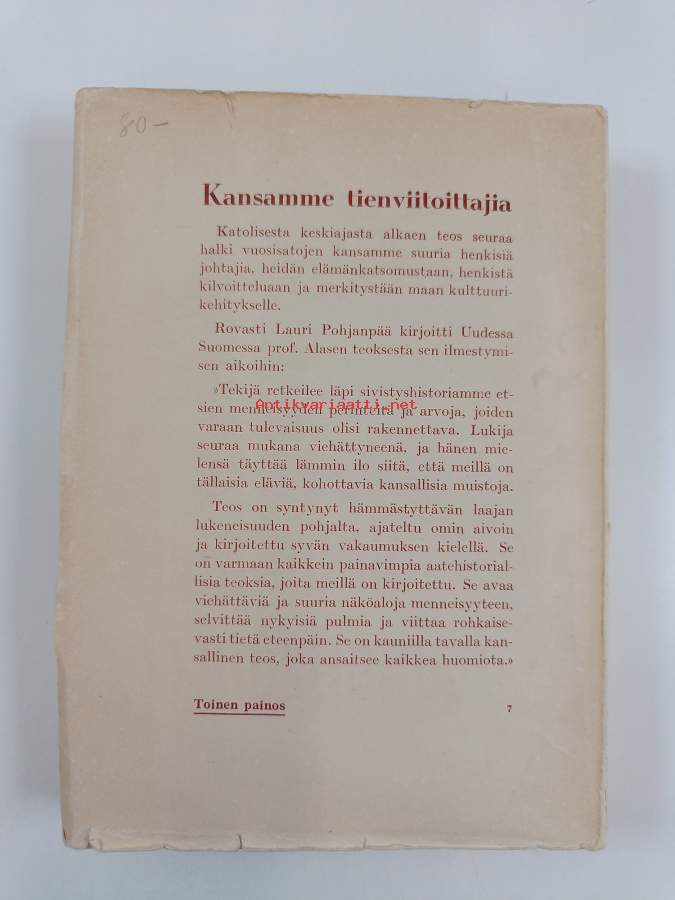 80-
Kansamme tienviitoittajia
Katolisesta keskiajasta alkaen teos seuraa
halki vuosisatojen kansamme suuria henkisiä
johtajia, heidän elämänkatsomustaan, henkistä
kilvoitteluaan ja merkitystään maan kulttuuri-
kehitykselle.
Rovasti Lauri Pohjanpää kirjoitti Uudessa
Suomessa prof. Alasen teoksesta sen ilmestymi-
sen aikoihin:
»Tekijä retkeilee läpi sivistyshistoriamme et-
Antikvariaatti.net
sien menneisyyden perinteitä ja arvoja, joiden
varaan tulevaisuus olisi rakennettava. Lukija
seuraa mukana viehättyneenä, ja hänen mie-
lensä täyttää lämmin ilo siitä, että meillä on
tällaisia eläviä, kohottavia kansallisia muistoja.
Teos on syntynyt hämmästyttävän laajan
lukeneisuuden pohjalta, ajateltu omin aivoin
ja kirjoitettu syvän vakaumuksen kielellä. Se
on varmaan kaikkein painavimpia aatehistorial-
lisia teoksia, joita meillä on kirjoitettu. Se avaa
viehättäviä ja suuria näköaloja menneisyyteen,
selvittää nykyisiä pulmia ja viittaa rohkaise-
vasti tietä eteenpäin. Se on kauniilla tavalla kan-
sallinen teos, joka ansaitsee kaikkea huomiota.»
Toinen painos
7